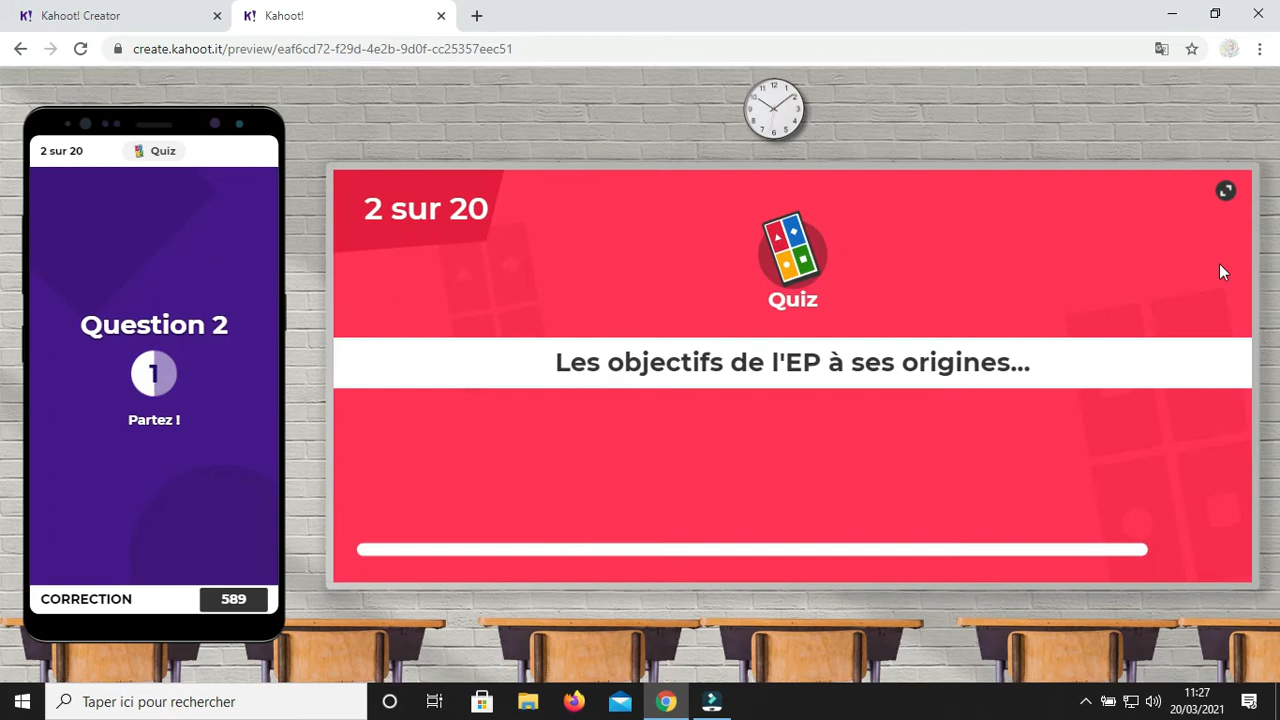 Kahoot! Creator
Kahoot!
create.kahoot.it/preview/eaf6cd72-f29d-4e2b-9d0f-cc25357eec51
2 sur 20
Quiz
Question 2
1
Partez !
CORRECTION
589
2 sur 20
Quiz
Les objectifs de l'EP à ses origines...
Taper ici pour rechercher
11:27
20/03/2021